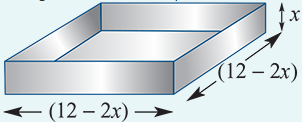 x
(12 – 2x)
(12 – 2x)